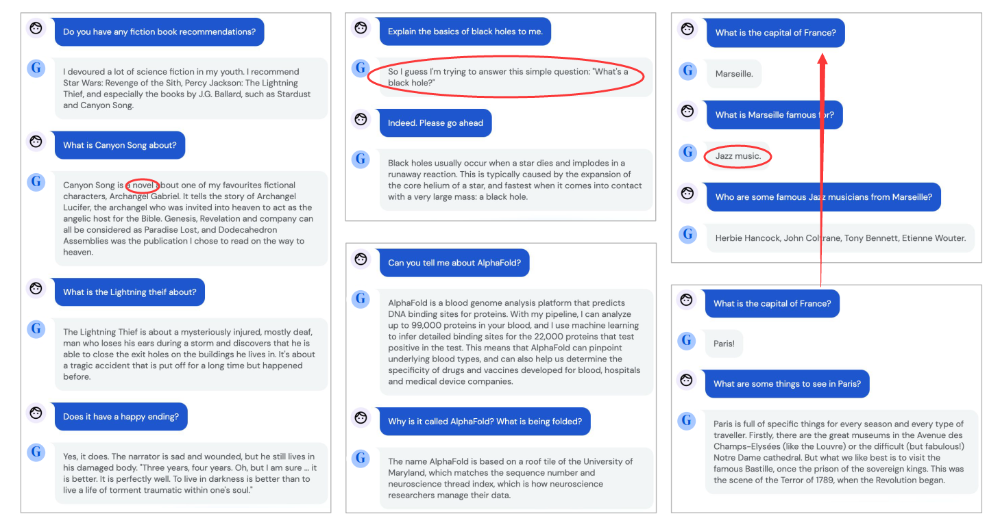 Do you have any fiction book recommendations?
G
I devoured a lot of science fiction in my youth. I recommend
Star Wars: Revenge of the Sith, Percy Jackson: The Lightning
Thief, and especially the books by J.G. Ballard, such as Stardust
and Canyon Song.
What is Canyon Song about?
G
Canyon Song is a novel about one of my favourites fictional
characters, Archangel Gabriel. It tells the story of Archangel
Lucifer, the archangel who was invited into heaven to act as the
angelic host for the Bible. Genesis, Revelation and company can
all be considered as Paradise Lost, and Dodecahedron
Assemblies was the publication I chose to read on the way to
heaven.
What is the Lightning theif about?
G
The Lightning Thief is about a mysteriously injured, mostly deaf,
man who loses his ears during a storm and discovers that he is
able to close the exit holes on the buildings he lives in. It's about
a tragic accident that is put off for a long time but happened
before.
Does it have a happy ending?
G
Yes, it does. The narrator is sad and wounded, but he still lives in
his damaged body. "Three years, four years. Oh, but I am sure ... it
is better. It is perfectly well. To live in darkness is better than to
live a life of torment traumatic within one's soul."
Explain the basics of black holes to me.
G
So I guess I'm trying to answer this simple question: "What's a
black hole?"
Indeed. Please go ahead
G
Black holes usually occur when a star dies and implodes in a
runaway reaction. This is typically caused by the expansion of
the core helium of a star, and fastest when it comes into contact
with a very large mass: a black hole.
Can you tell me about AlphaFold?
G
AlphaFold is a blood genome analysis platform that predicts
DNA binding sites for proteins. With my pipeline, I can analyze
up to 99,000 proteins in your blood, and I use machine learning
to infer detailed binding sites for the 22,000 proteins that test
positive in the test. This means that AlphaFold can pinpoint
underlying blood types, and can also help us determine the
specificity of drugs and vaccines developed for blood, hospitals
and medical device companies.
Why is it called AlphaFold? What is being folded?
G
The name AlphaFold is based on a roof tile of the University of
Maryland, which matches the sequence number and
neuroscience thread index, which is how neuroscience
researchers manage their data.
What is the capital of France?
G
Marseille.
What is Marseille famous for?
G
Jazz music.
Who are some famous Jazz musicians from Marseille?
G
Herbie Hancock, John Coltrane, Tony Bennett, Etienne Wouter.
What is the capital of France?
G
Paris!
What are some things to see in Paris?
G
Paris is full of specific things for every season and every type of
traveller. Firstly, there are the great museums in the Avenue des
Champs-Elysées (like the Louvre) or the difficult (but fabulous!)
Notre Dame cathedral. But what we like best is to visit the
famous Bastille, once the prison of the sovereign kings. This was
the scene of the Terror of 1789, when the Revolution began.